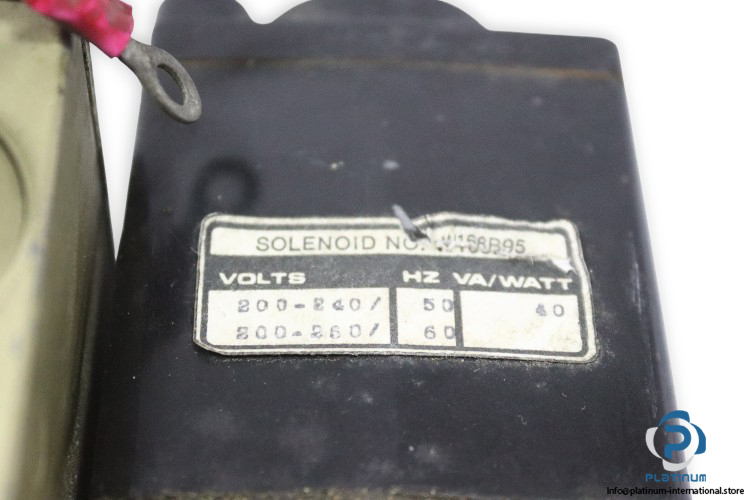 SOLENOID NO.
VOLTS HZ VA/WATT
200-240/ 50 40
200-260/ 60
PLATINUM
info@platinum-international.store